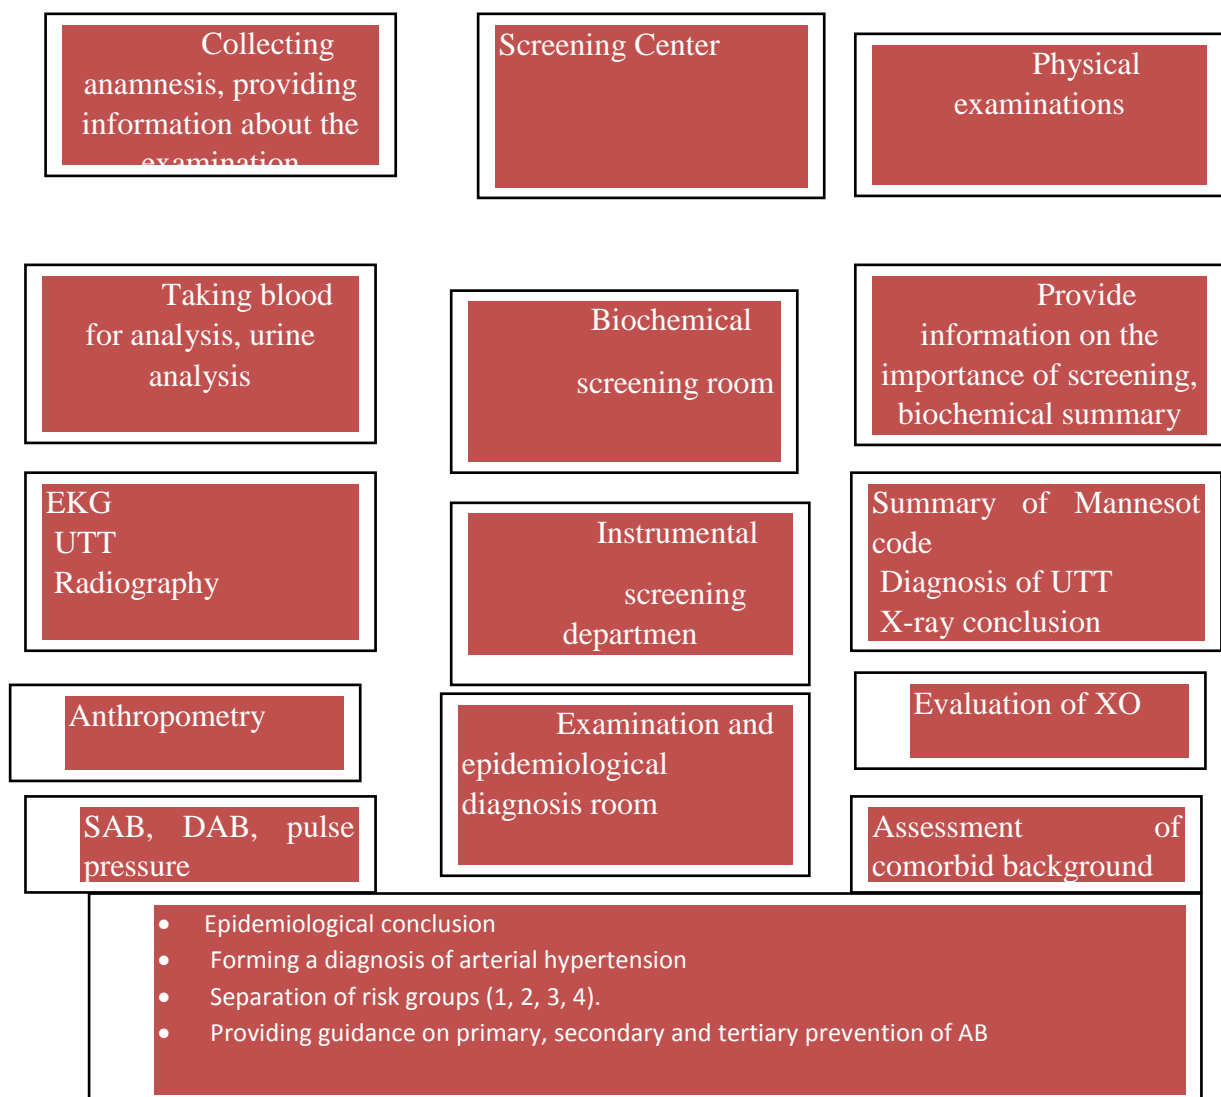 Collecting
anamnesis, providing
information about the
examination
Screening Center
Physical
examinations
Taking blood
for analysis, urine
analysis
Biochemical
screening room
Provide
information on the
importance of screening,
biochemical summary
EKG
UTT
Radiography
Instrumental
screening
departmen
Summary of Mannesot
code
Diagnosis of UTT
X-ray conclusion
Anthropometry
Examination and
epidemiological
diagnosis room
Evaluation of XO
SAB, DAB, pulse
pressure
Assessment of
comorbid background
• Epidemiological conclusion
• Forming a diagnosis of arterial hypertension
• Separation of risk groups (1, 2, 3, 4).
• Providing guidance on primary, secondary and tertiary prevention of AB